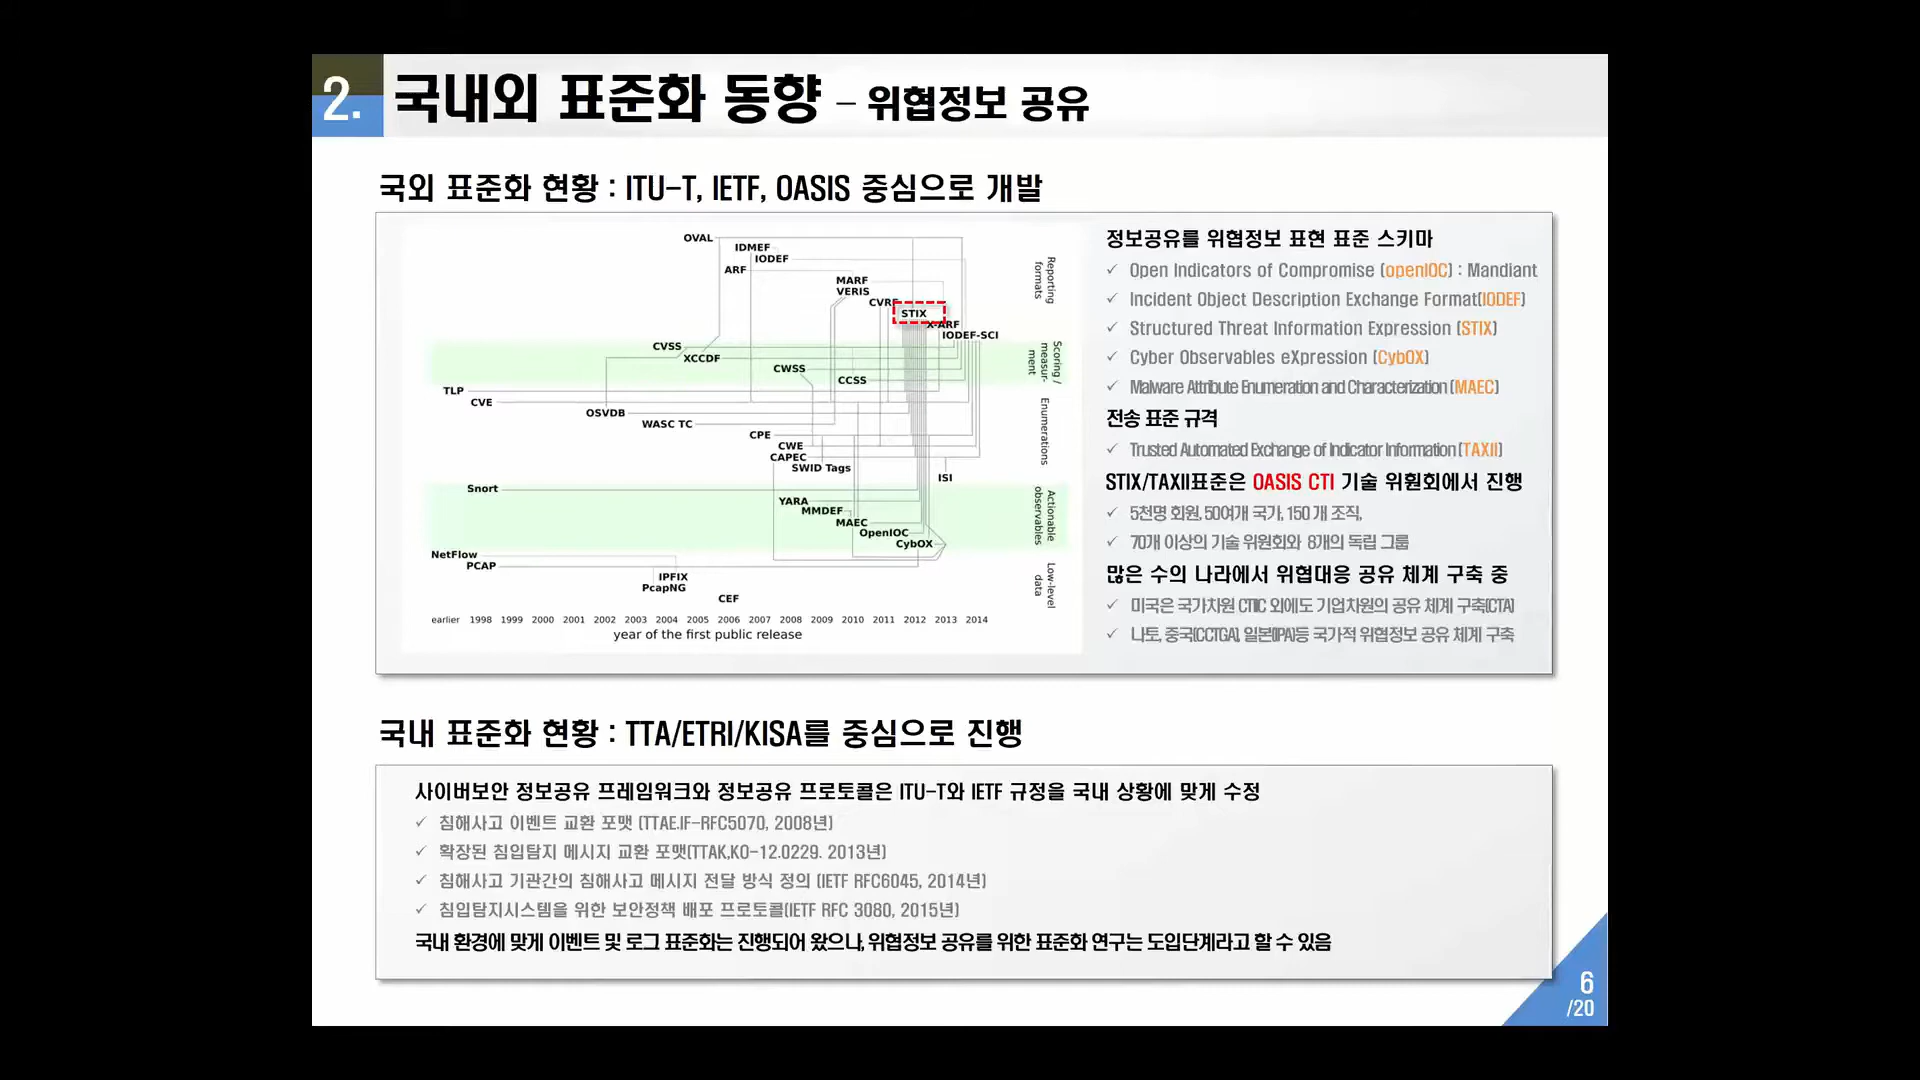 2. 국내외 표준화 동향 – 위협정보 공유
국외 표준화 현황 : ITU-T, IETF, OASIS 중심으로 개발
OVAL
IDMEF
IODEF
ARF
MARF
VERIS
CVRF
STIX
X-ARF
IODEF-SCI
Reporting
formats
CVSS
XCCDF
CWSS
CCSS
Scoring /
measur-
ment
TLP
CVE
OSVDB
WASC TC
CPE
CWE
CAPEC
SWID Tags
ISI
Enumerations
Snort
YARA
MMDEF
MAEC
OpenIOC
CybOX
Actionable
observables
NetFlow
PCAP
IPFIX
PcapNG
CEF
Low-level
data
earlier 1998 1999 2000 2001 2002 2003 2004 2005 2006 2007 2008 2009 2010 2011 2012 2013 2014
year of the first public release
정보공유를 위협정보 표현 표준 스키마
✓ Open Indicators of Compromise (openIOC) : Mandiant
✓ Incident Object Description Exchange Format(IODEF)
✓ Structured Threat Information Expression (STIX)
✓ Cyber Observables eXpression (CybOX)
✓ Malware Attribute Enumeration and Characterization (MAEC)
전송 표준 규격
✓ Trusted Automated Exchange of Indicator Information (TAXII)
STIX/TAXII표준은 OASIS CTI 기술 위원회에서 진행
✓ 5천명 회원, 50여개 국가, 150 개 조직,
✓ 70개 이상의 기술 위원회와 8개의 독립 그룹
많은 수의 나라에서 위협대응 공유 체계 구축 중
✓ 미국은 국가차원 CTIIC 외에도 기업차원의 공유 체계 구축(CTA)
✓ 나토, 중국(CCTGA), 일본(IPA)등 국가적 위협정보 공유 체계 구축
국내 표준화 현황 : TTA/ETRI/KISA를 중심으로 진행
사이버보안 정보공유 프레임워크와 정보공유 프로토콜은 ITU-T와 IETF 규정을 국내 상황에 맞게 수정
✓ 침해사고 이벤트 교환 포맷 (TTAE.IF-RFC5070, 2008년)
✓ 확장된 침입탐지 메시지 교환 포맷(TTAK,KO-12.0229. 2013년)
✓ 침해사고 기관간의 침해사고 메시지 전달 방식 정의 (IETF RFC6045, 2014년)
✓ 침입탐지시스템을 위한 보안정책 배포 프로토콜(IETF RFC 3080, 2015년)
국내 환경에 맞게 이벤트 및 로그 표준화는 진행되어 왔으나, 위협정보 공유를 위한 표준화 연구는 도입단계라고 할 수 있음
6
/20